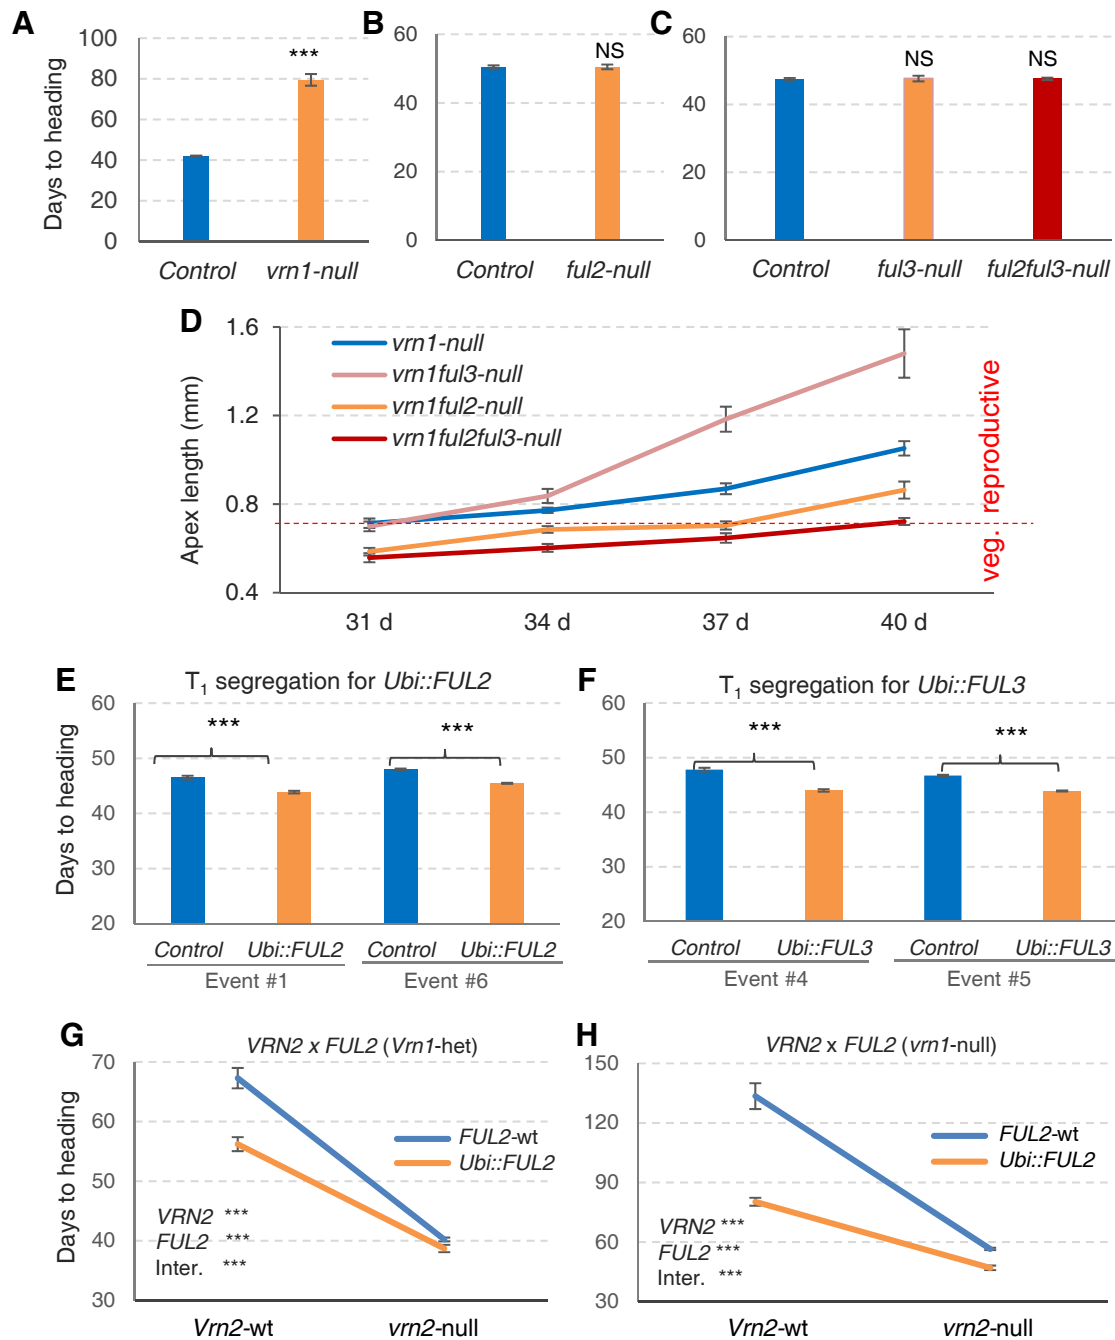 A
Days to heading
100
80
60
40
20
0
***
Control
vrn1-null
B
60
40
20
0
NS
Control
ful2-null
C
60
40
20
0
NS
NS
Control
ful3-null
ful2ful3-null
D
Apex length (mm)
1.6
1.2
0.8
0.4
vrn1-null
vrn1ful3-null
vrn1ful2-null
vrn1ful2ful3-null
veg. reproductive
31 d
34 d
37 d
40 d
E
T1 segregation for Ubi::FUL2
Days to heading
60
50
40
30
20
***
***
Control
Ubi::FUL2
Control
Ubi::FUL2
Event #1
Event #6
F
T1 segregation for Ubi::FUL3
60
50
40
30
20
***
***
Control
Ubi::FUL3
Control
Ubi::FUL3
Event #4
Event #5
G
VRN2 x FUL2 (Vrn1-het)
Days to heading
70
60
50
40
30
FUL2-wt
Ubi::FUL2
VRN2 ***
FUL2 ***
Inter. ***
Vrn2-wt
vrn2-null
H
VRN2 x FUL2 (vrn1-null)
150
120
90
60
30
FUL2-wt
Ubi::FUL2
VRN2 ***
FUL2 ***
Inter. ***
Vrn2-wt
vrn2-null